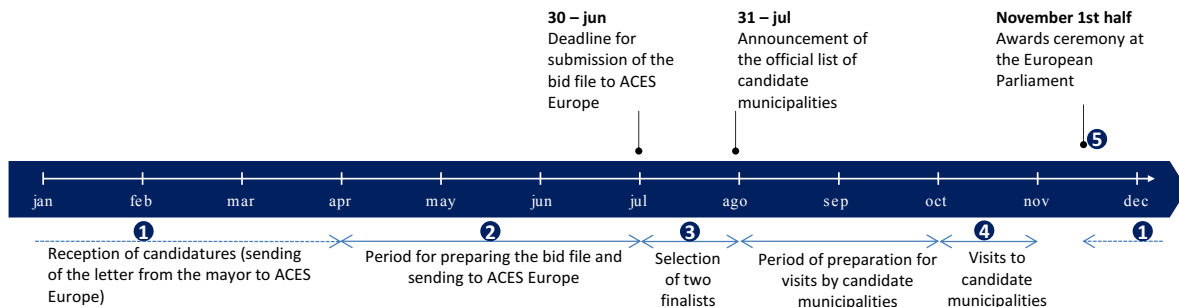 30 – jun
Deadline for
submission of the
bid file to ACES
Europe
31 – jul
Announcement of
the official list of
candidate
municipalities
November 1st half
Awards ceremony at
the European
Parliament
5
jan feb mar apr may jun jul ago sep oct nov dec
1 2 3 4 1
Reception of candidatures (sending
of the letter from the mayor to ACES
Europe)
Period for preparing the bid file and
sending to ACES Europe
Selection
of two
finalists
Period of preparation for
visits by candidate
municipalities
Visits to
candidate
municipalities